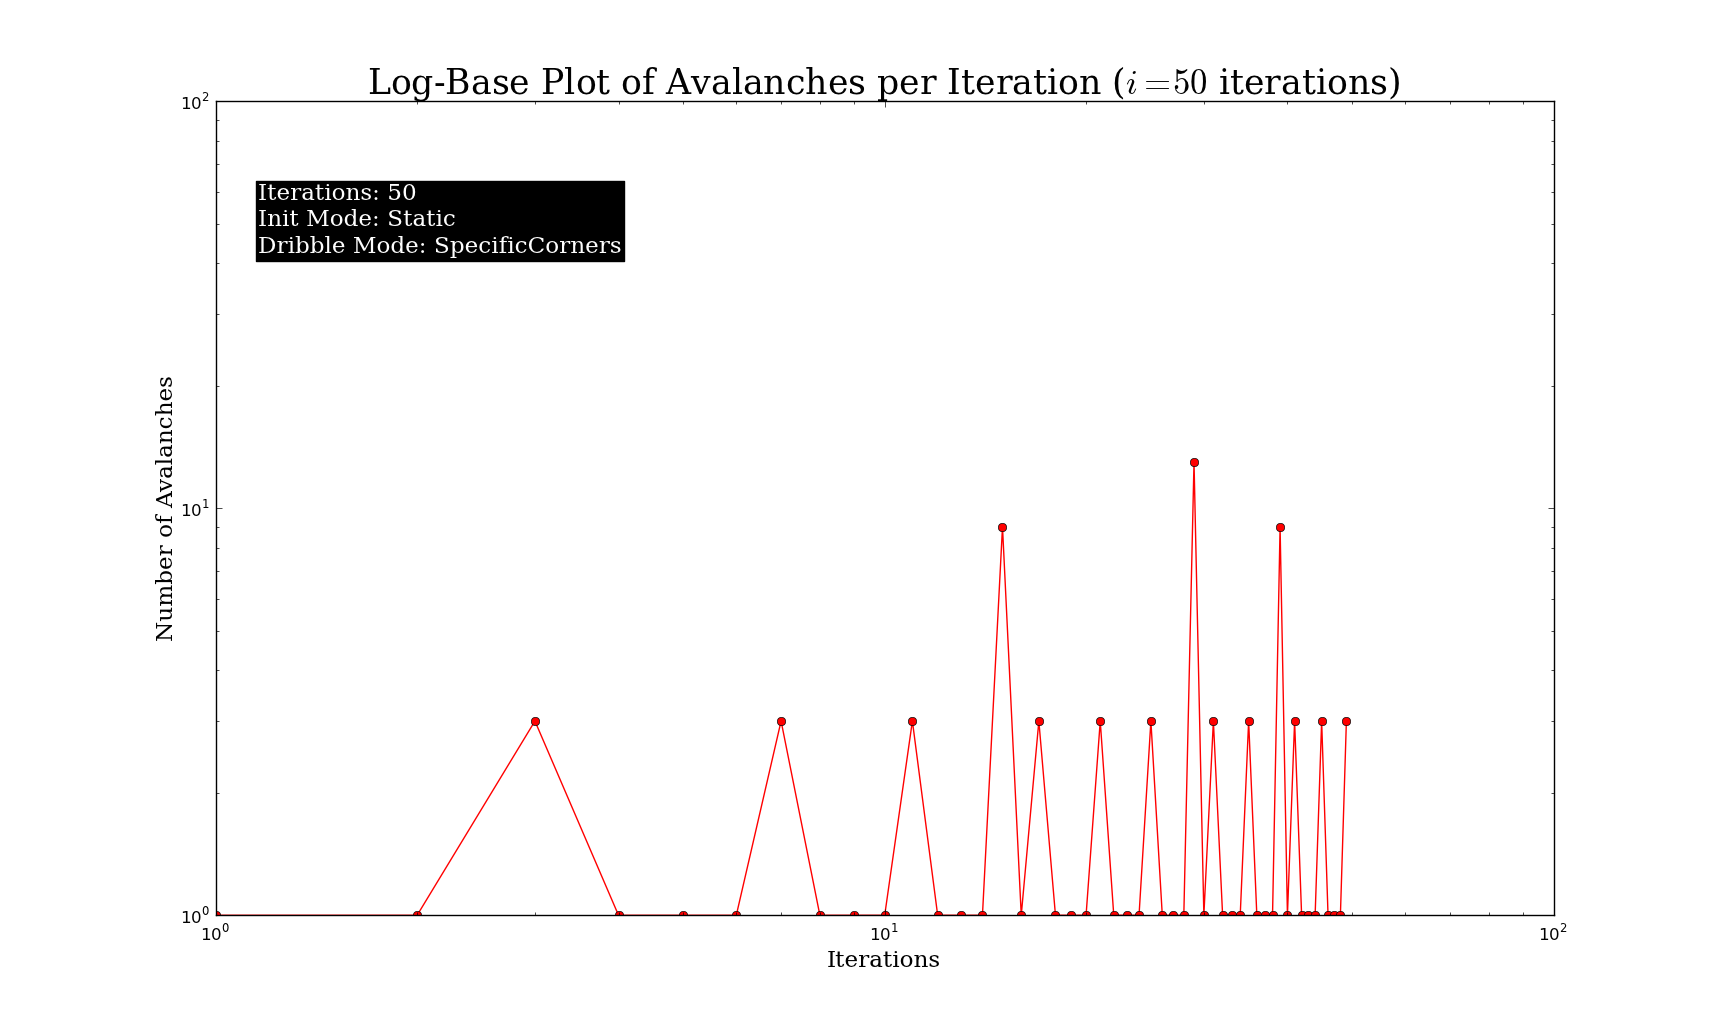 Log-Base Plot of Avalanches per Iteration (i=50 iterations)
10²
Iterations: 50
Init Mode: Static
Dribble Mode: SpecificCorners
Number of Avalanches
10¹
10⁰
10⁰ 10¹ 10²
Iterations